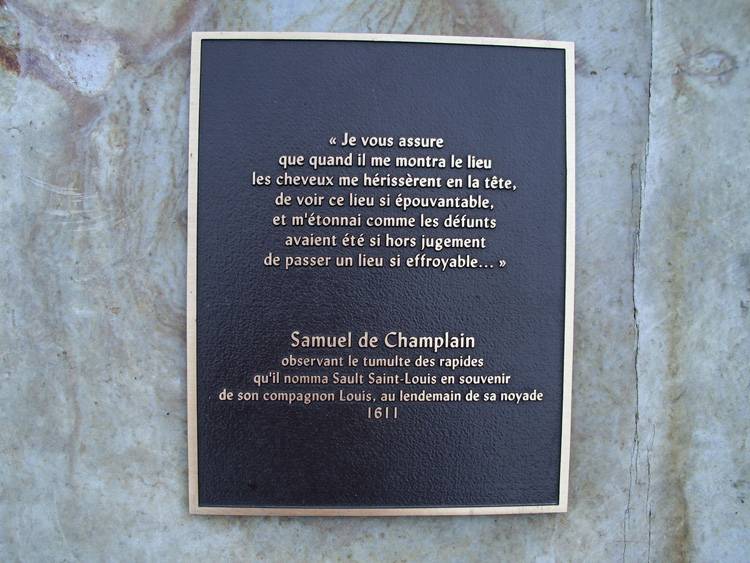 « Je vous assure
que quand il me montra le lieu
les cheveux me hérissèrent en la tête,
de voir ce lieu si épouvantable,
et m'étonnai comme les défunts
avaient été si hors jugement
de passer un lieu si effroyable... »
Samuel de Champlain
observant le tumulte des rapides
qu'il nomma Sault Saint-Louis en souvenir
de son compagnon Louis, au lendemain de sa noyade
1611